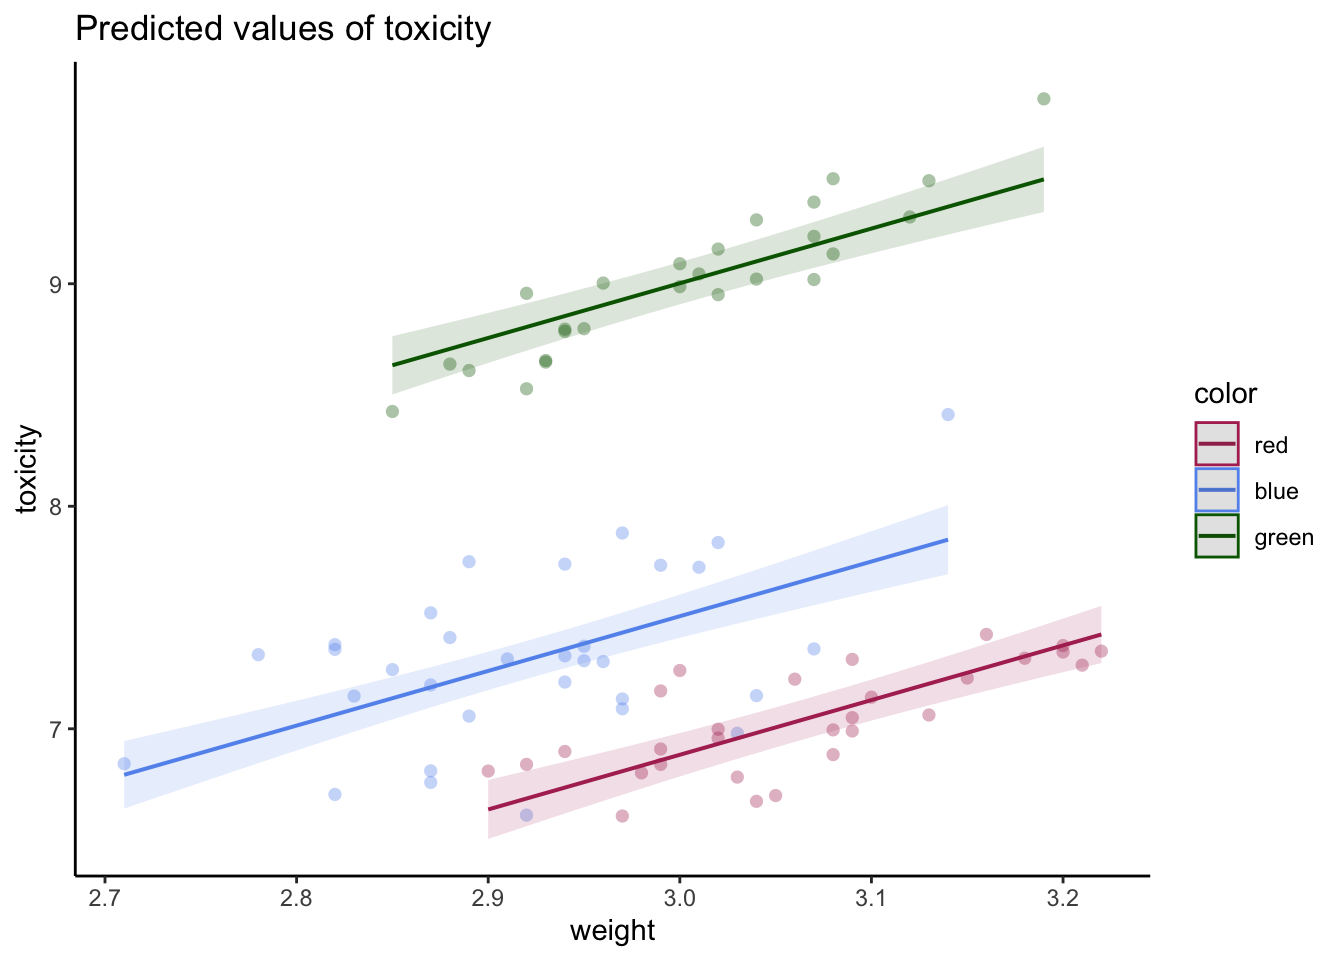 Predicted values of toxicity
toxicity
9
8
7
2.7 2.8 2.9 3.0 3.1 3.2
weight
color
red
blue
green